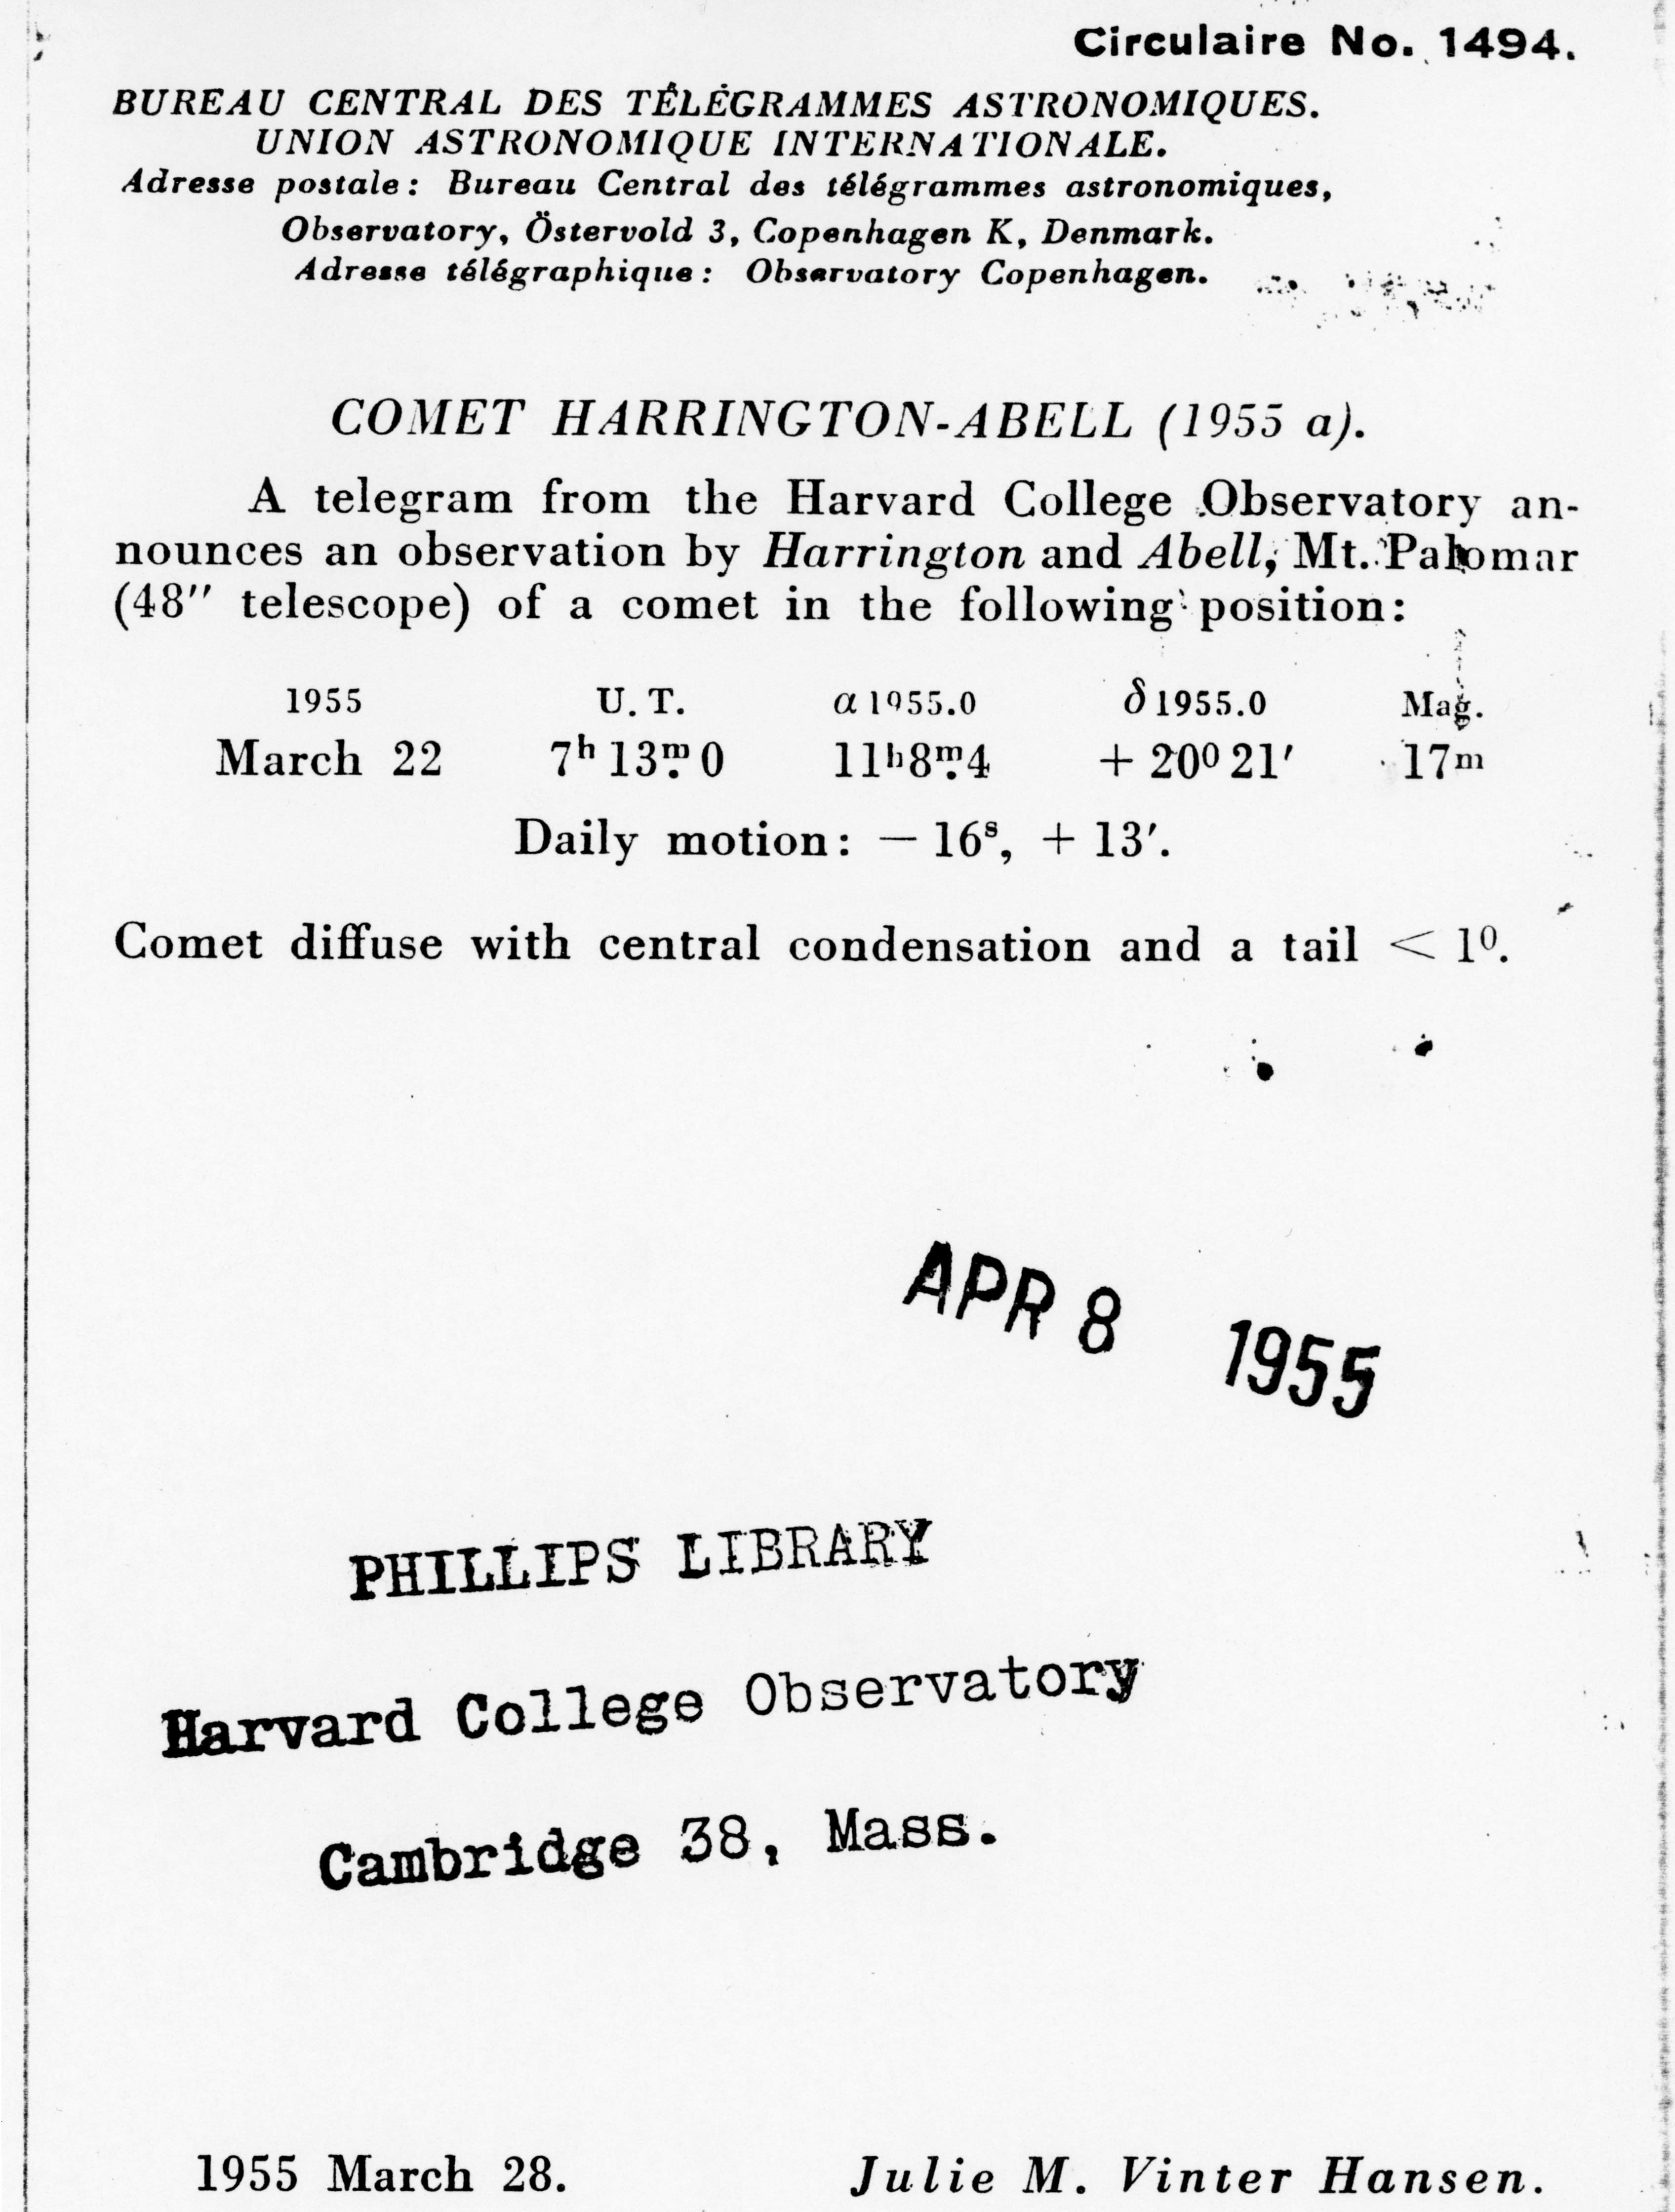 Circulaire No. 1494.
BUREAU CENTRAL DES TÉLÉGRAMMES ASTRONOMIQUES.
UNION ASTRONOMIQUE INTERNATIONALE.
Adresse postale: Bureau Central des télégrammes astronomiques,
Observatory, Östervold 3, Copenhagen K, Denmark.
Adresse télégraphique: Observatory Copenhagen.
COMET HARRINGTON-ABELL (1955 a).
A telegram from the Harvard College Observatory an-
nounces an observation by Harrington and Abell, Mt. Palomar
(48″ telescope) of a comet in the following position:
1955 U. T. α 1955.0 δ 1955.0 Mag.
March 22 7ʰ 13ᵐ.0 11ʰ8ᵐ.4 + 20⁰ 21′ 17ᵐ
Daily motion: — 16ˢ, + 13′.
Comet diffuse with central condensation and a tail < 1⁰.
APR 8 1955
PHILLIPS LIBRARY
Harvard College Observatory
Cambridge 38, Mass.
1955 March 28. Julie M. Vinter Hansen.